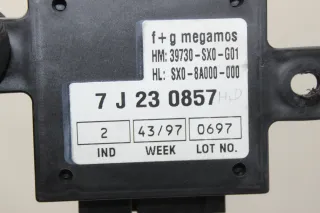 f+g megamos
HM: 39730-SX0-G01
HL: SX0-8A000-000
7 J 23 0857
2 43/97 0697
IND WEEK LOT NO.